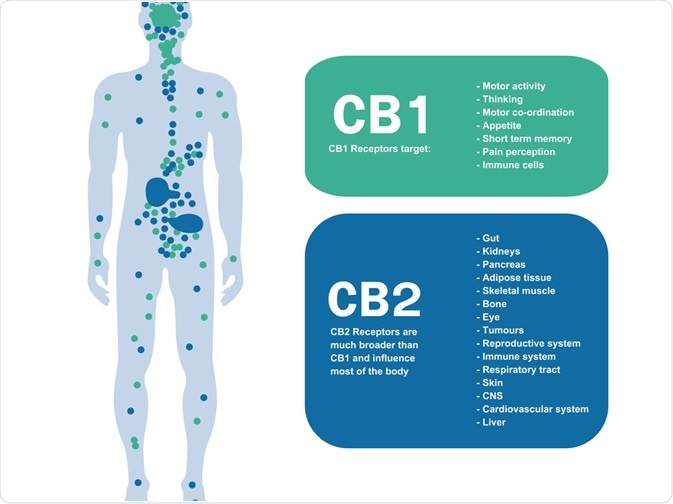 CB1
CB1 Receptors target:
- Motor activity
- Thinking
- Motor co-ordination
- Appetite
- Short term memory
- Pain perception
- Immune cells
CB2
CB2 Receptors are
much broader than
CB1 and influence
most of the body
- Gut
- Kidneys
- Pancreas
- Adipose tissue
- Skeletal muscle
- Bone
- Eye
- Tumours
- Reproductive system
- Immune system
- Respiratory tract
- Skin
- CNS
- Cardiovascular system
- Liver